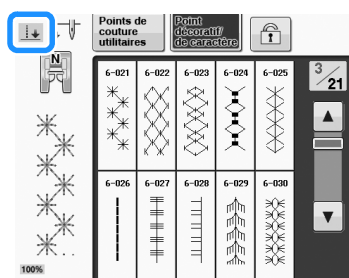 Points de
couture
utilitaires
Point
décoratif/
de caractère
N
3/21
6-021 6-022 6-023 6-024 6-025
6-026 6-027 6-028 6-029 6-030
100%